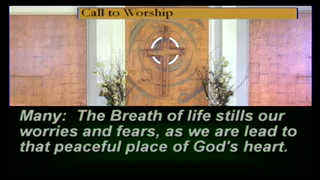 Call to Worship
Many: The Breath of life stills our
worries and fears, as we are lead to
that peaceful place of God's heart.